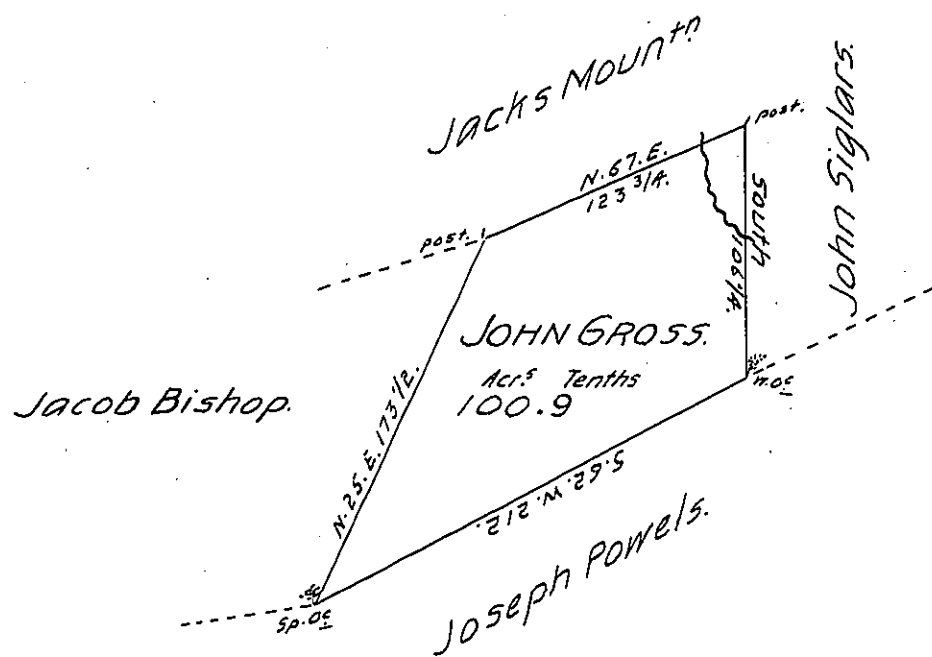 Jacks Mountn
post.
John Siglars.
N.67.E.
123 3/4.
South
106 1/4.
post.
JOHN GROSS.
Acrs Tenths
100.9
Jacob Bishop.
N.25.E.173 1/2.
W.Oc
S.62.W.212.
Joseph Powels.
Sp.Oc